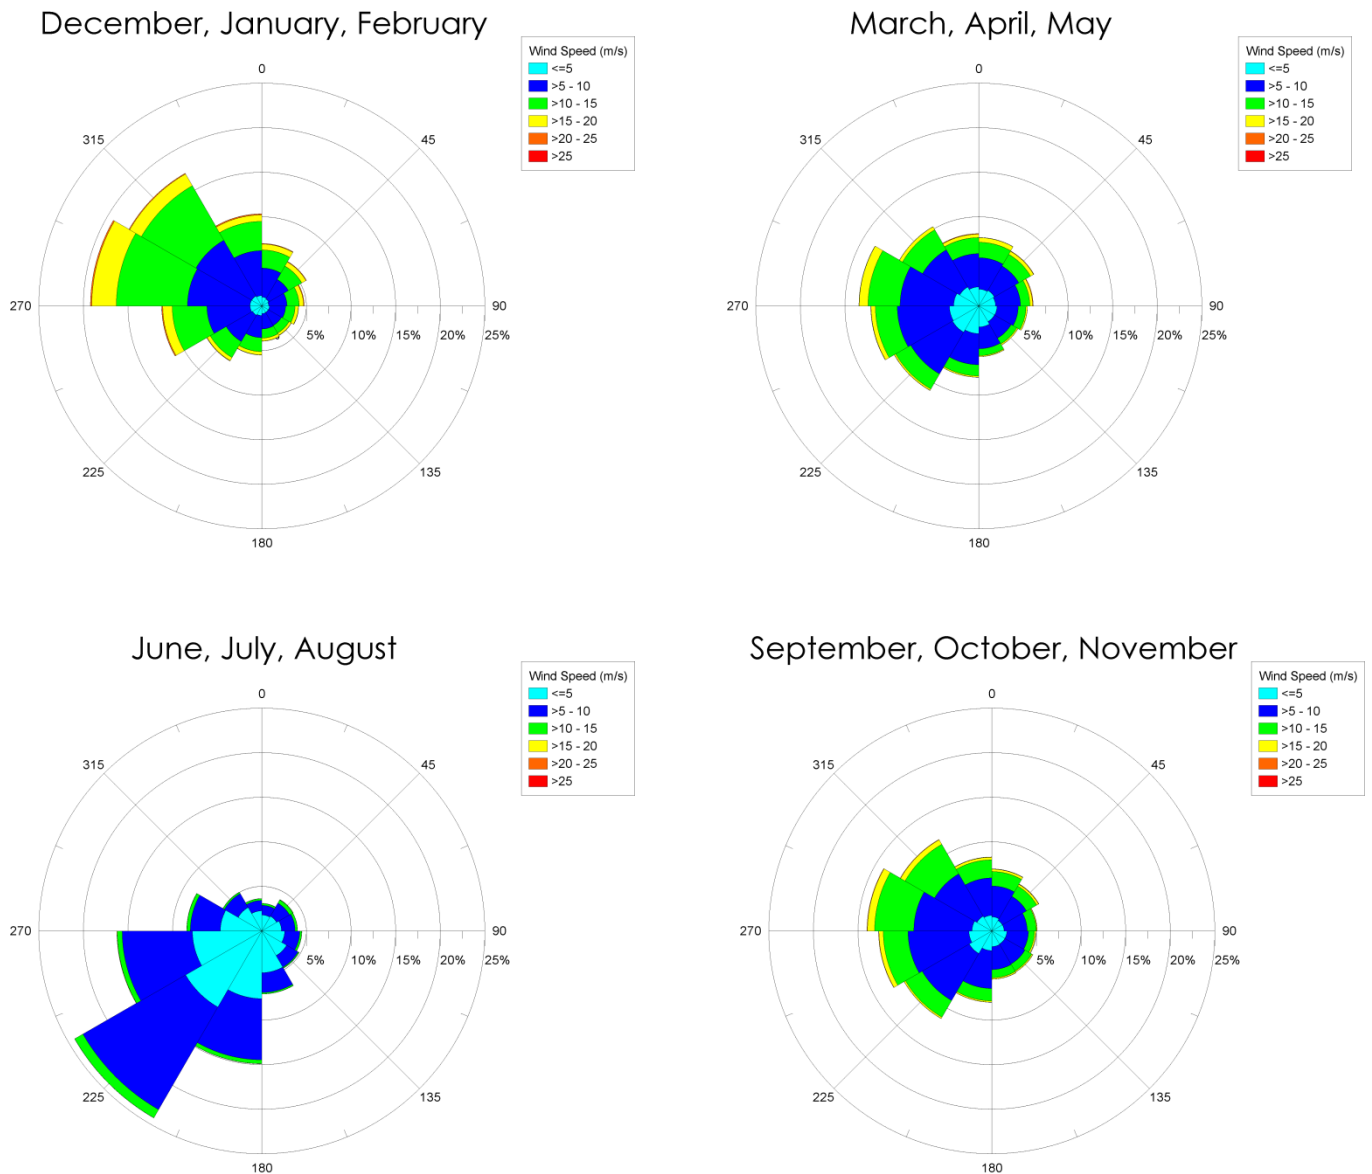 December, January, February
Wind Speed (m/s)
<=5
>5 - 10
>10 - 15
>15 - 20
>20 - 25
>25
0
315
45
270
90
5% 10% 15% 20% 25%
225
135
180
March, April, May
Wind Speed (m/s)
<=5
>5 - 10
>10 - 15
>15 - 20
>20 - 25
>25
0
315
45
270
90
5% 10% 15% 20% 25%
225
135
180
June, July, August
Wind Speed (m/s)
<=5
>5 - 10
>10 - 15
>15 - 20
>20 - 25
>25
0
315
45
270
90
5% 10% 15% 20% 25%
225
135
180
September, October, November
Wind Speed (m/s)
<=5
>5 - 10
>10 - 15
>15 - 20
>20 - 25
>25
0
315
45
270
90
5% 10% 15% 20% 25%
225
135
180